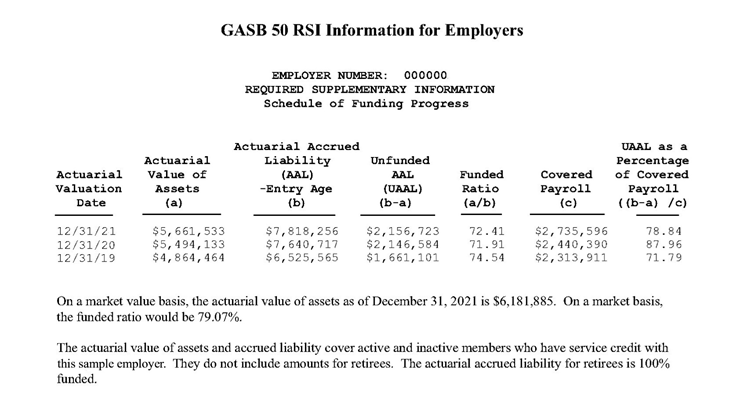 GASB 50 RSI Information for Employers
EMPLOYER NUMBER: 000000
REQUIRED SUPPLEMENTARY INFORMATION
Schedule of Funding Progress
Actuarial Accrued UAAL as a
Actuarial Liability Unfunded Percentage
Actuarial Value of (AAL) AAL Funded Covered of Covered
Valuation Assets -Entry Age (UAAL) Ratio Payroll Payroll
Date (a) (b) (b-a) (a/b) (c) ((b-a) /c)
12/31/21 $5,661,533 $7,818,256 $2,156,723 72.41 $2,735,596 78.84
12/31/20 $5,494,133 $7,640,717 $2,146,584 71.91 $2,440,390 87.96
12/31/19 $4,864,464 $6,525,565 $1,661,101 74.54 $2,313,911 71.79
On a market value basis, the actuarial value of assets as of December 31, 2021 is $6,181,885. On a market basis,
the funded ratio would be 79.07%.
The actuarial value of assets and accrued liability cover active and inactive members who have service credit with
this sample employer. They do not include amounts for retirees. The actuarial accrued liability for retirees is 100%
funded.